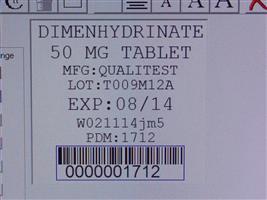 DIMENHYDRINATE
50 MG TABLET
MFG:QUALITEST
LOT:T009M12A
EXP:08/14
W021114jm5
PDM:1712
0000001712